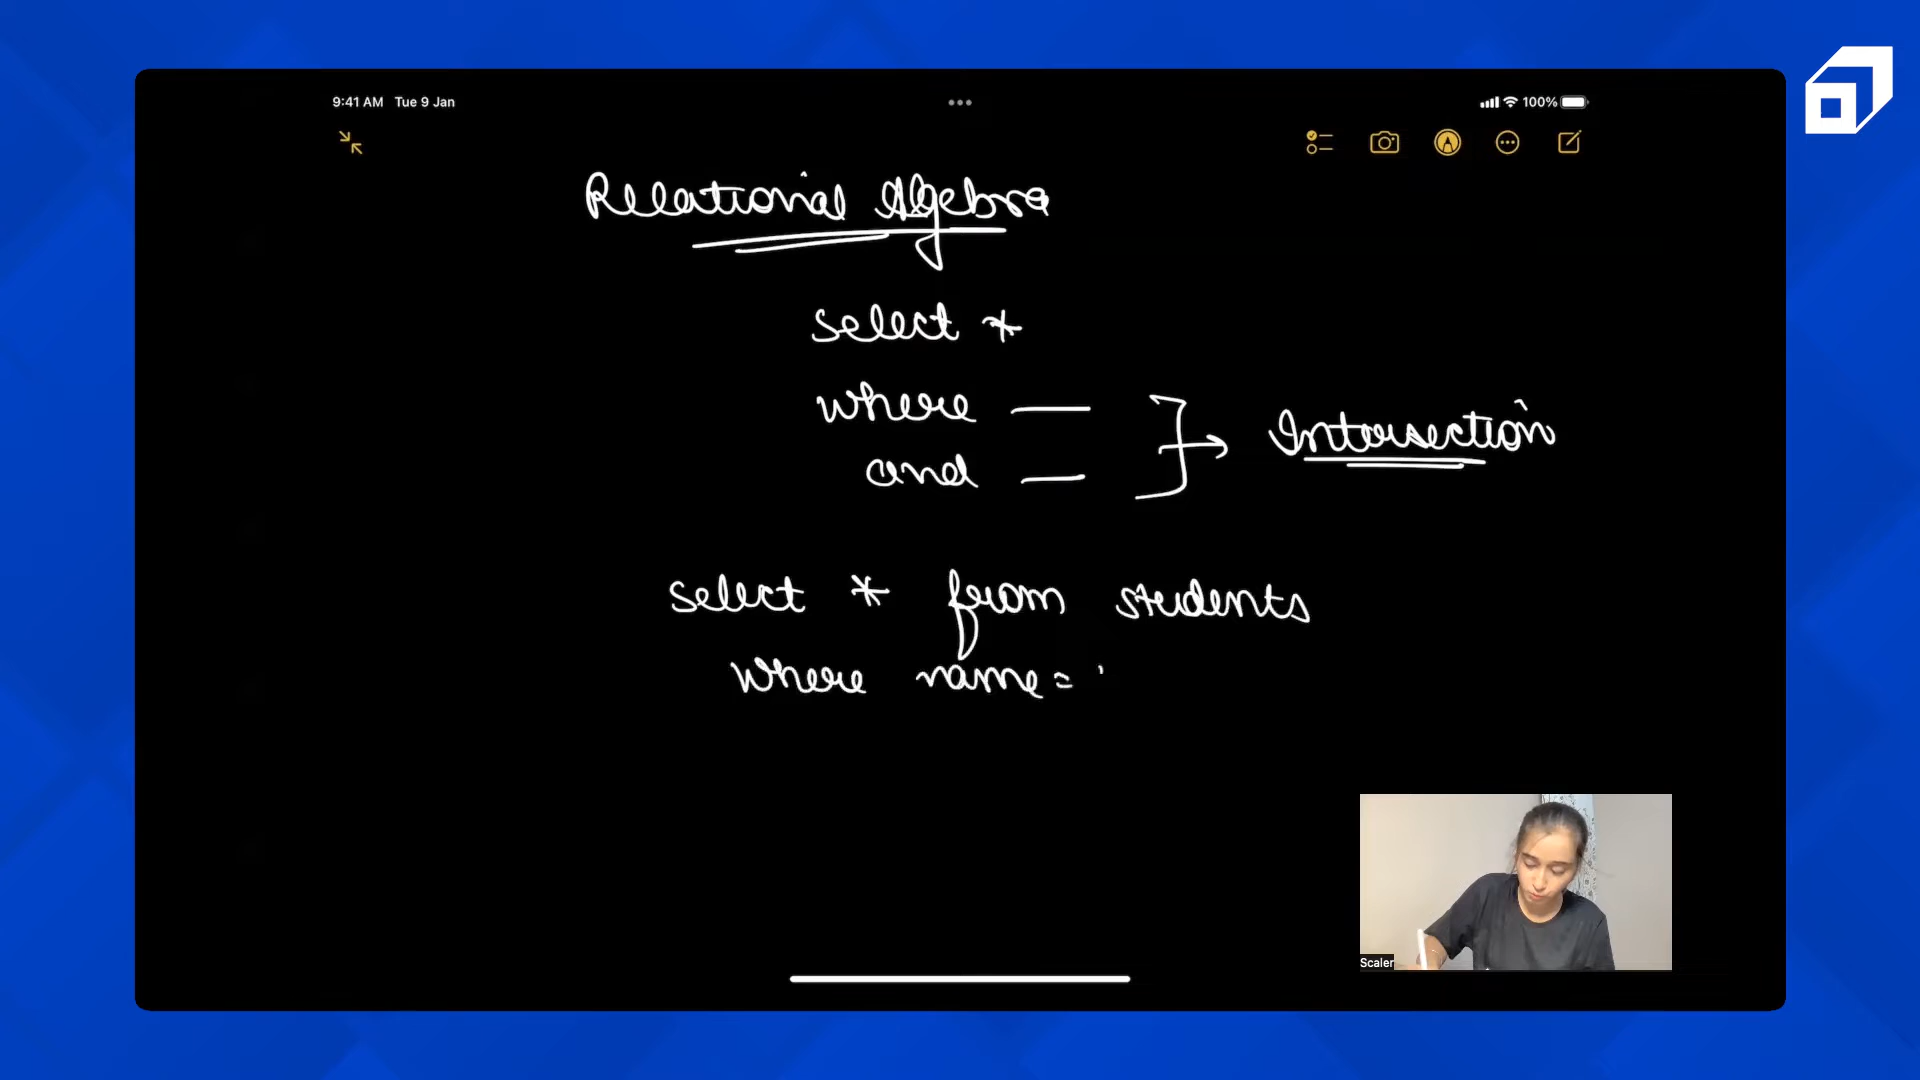 9:41 AM Tue 9 Jan
100%
Relational Algebra
select *
where —
and —
Intersection
select * from students
where name = '
Scaler